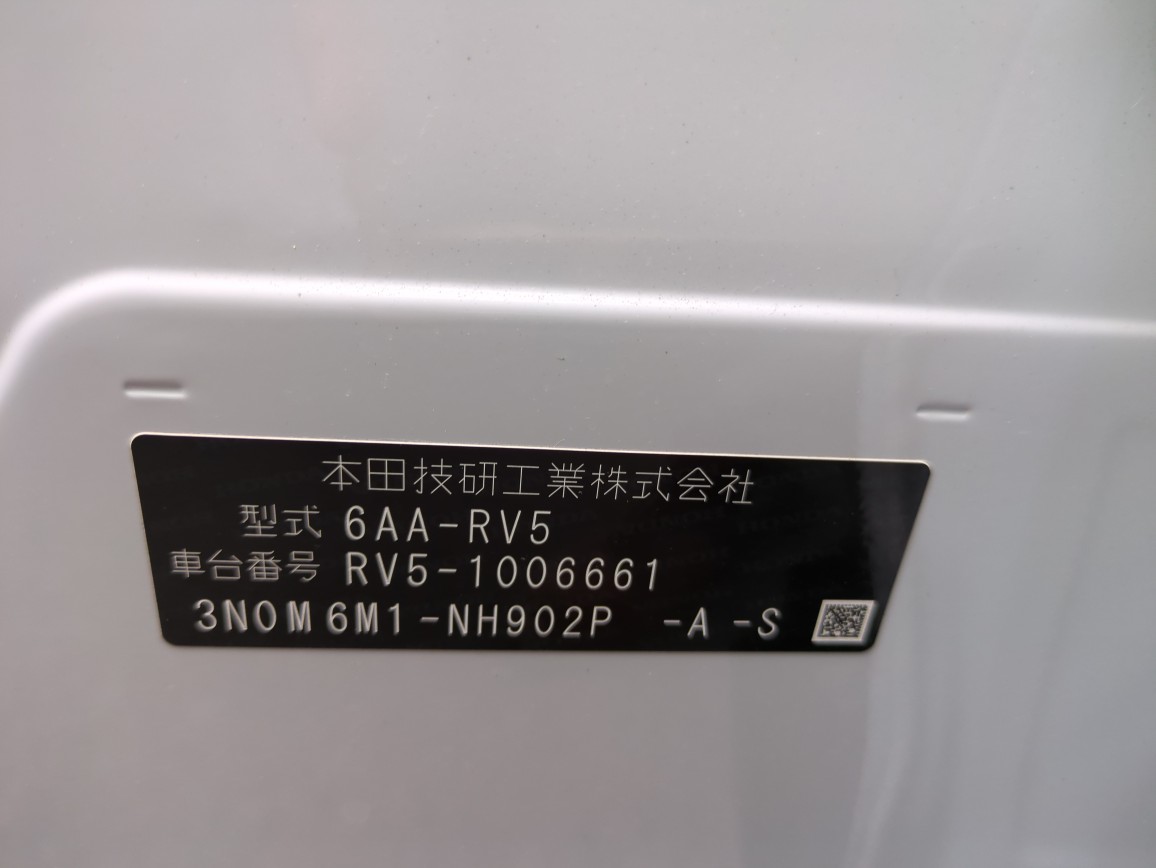 本田技研工業株式会社
型式 6AA-RV5
車台番号 RV5-1006661
3N0M6M1-NH902P -A -S